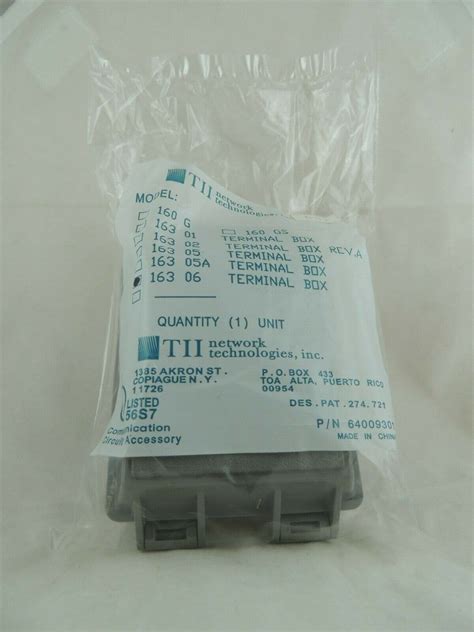 TII network
technologies, inc.
MODEL:
160 G
160 GS
163 01 TERMINAL BOX
163 02 TERMINAL BOX REV.A
163 05 TERMINAL BOX
163 05A TERMINAL BOX
163 06 TERMINAL BOX
QUANTITY (1) UNIT
TII network
technologies, inc.
1385 AKRON ST. P.O. BOX 433
COPIAGUE N.Y. TOA ALTA, PUERTO RICO
11726 00954
LISTED DES. PAT. 274,721
56S7
P/N 64009301
Communication MADE IN CHINA
Circuit Accessory